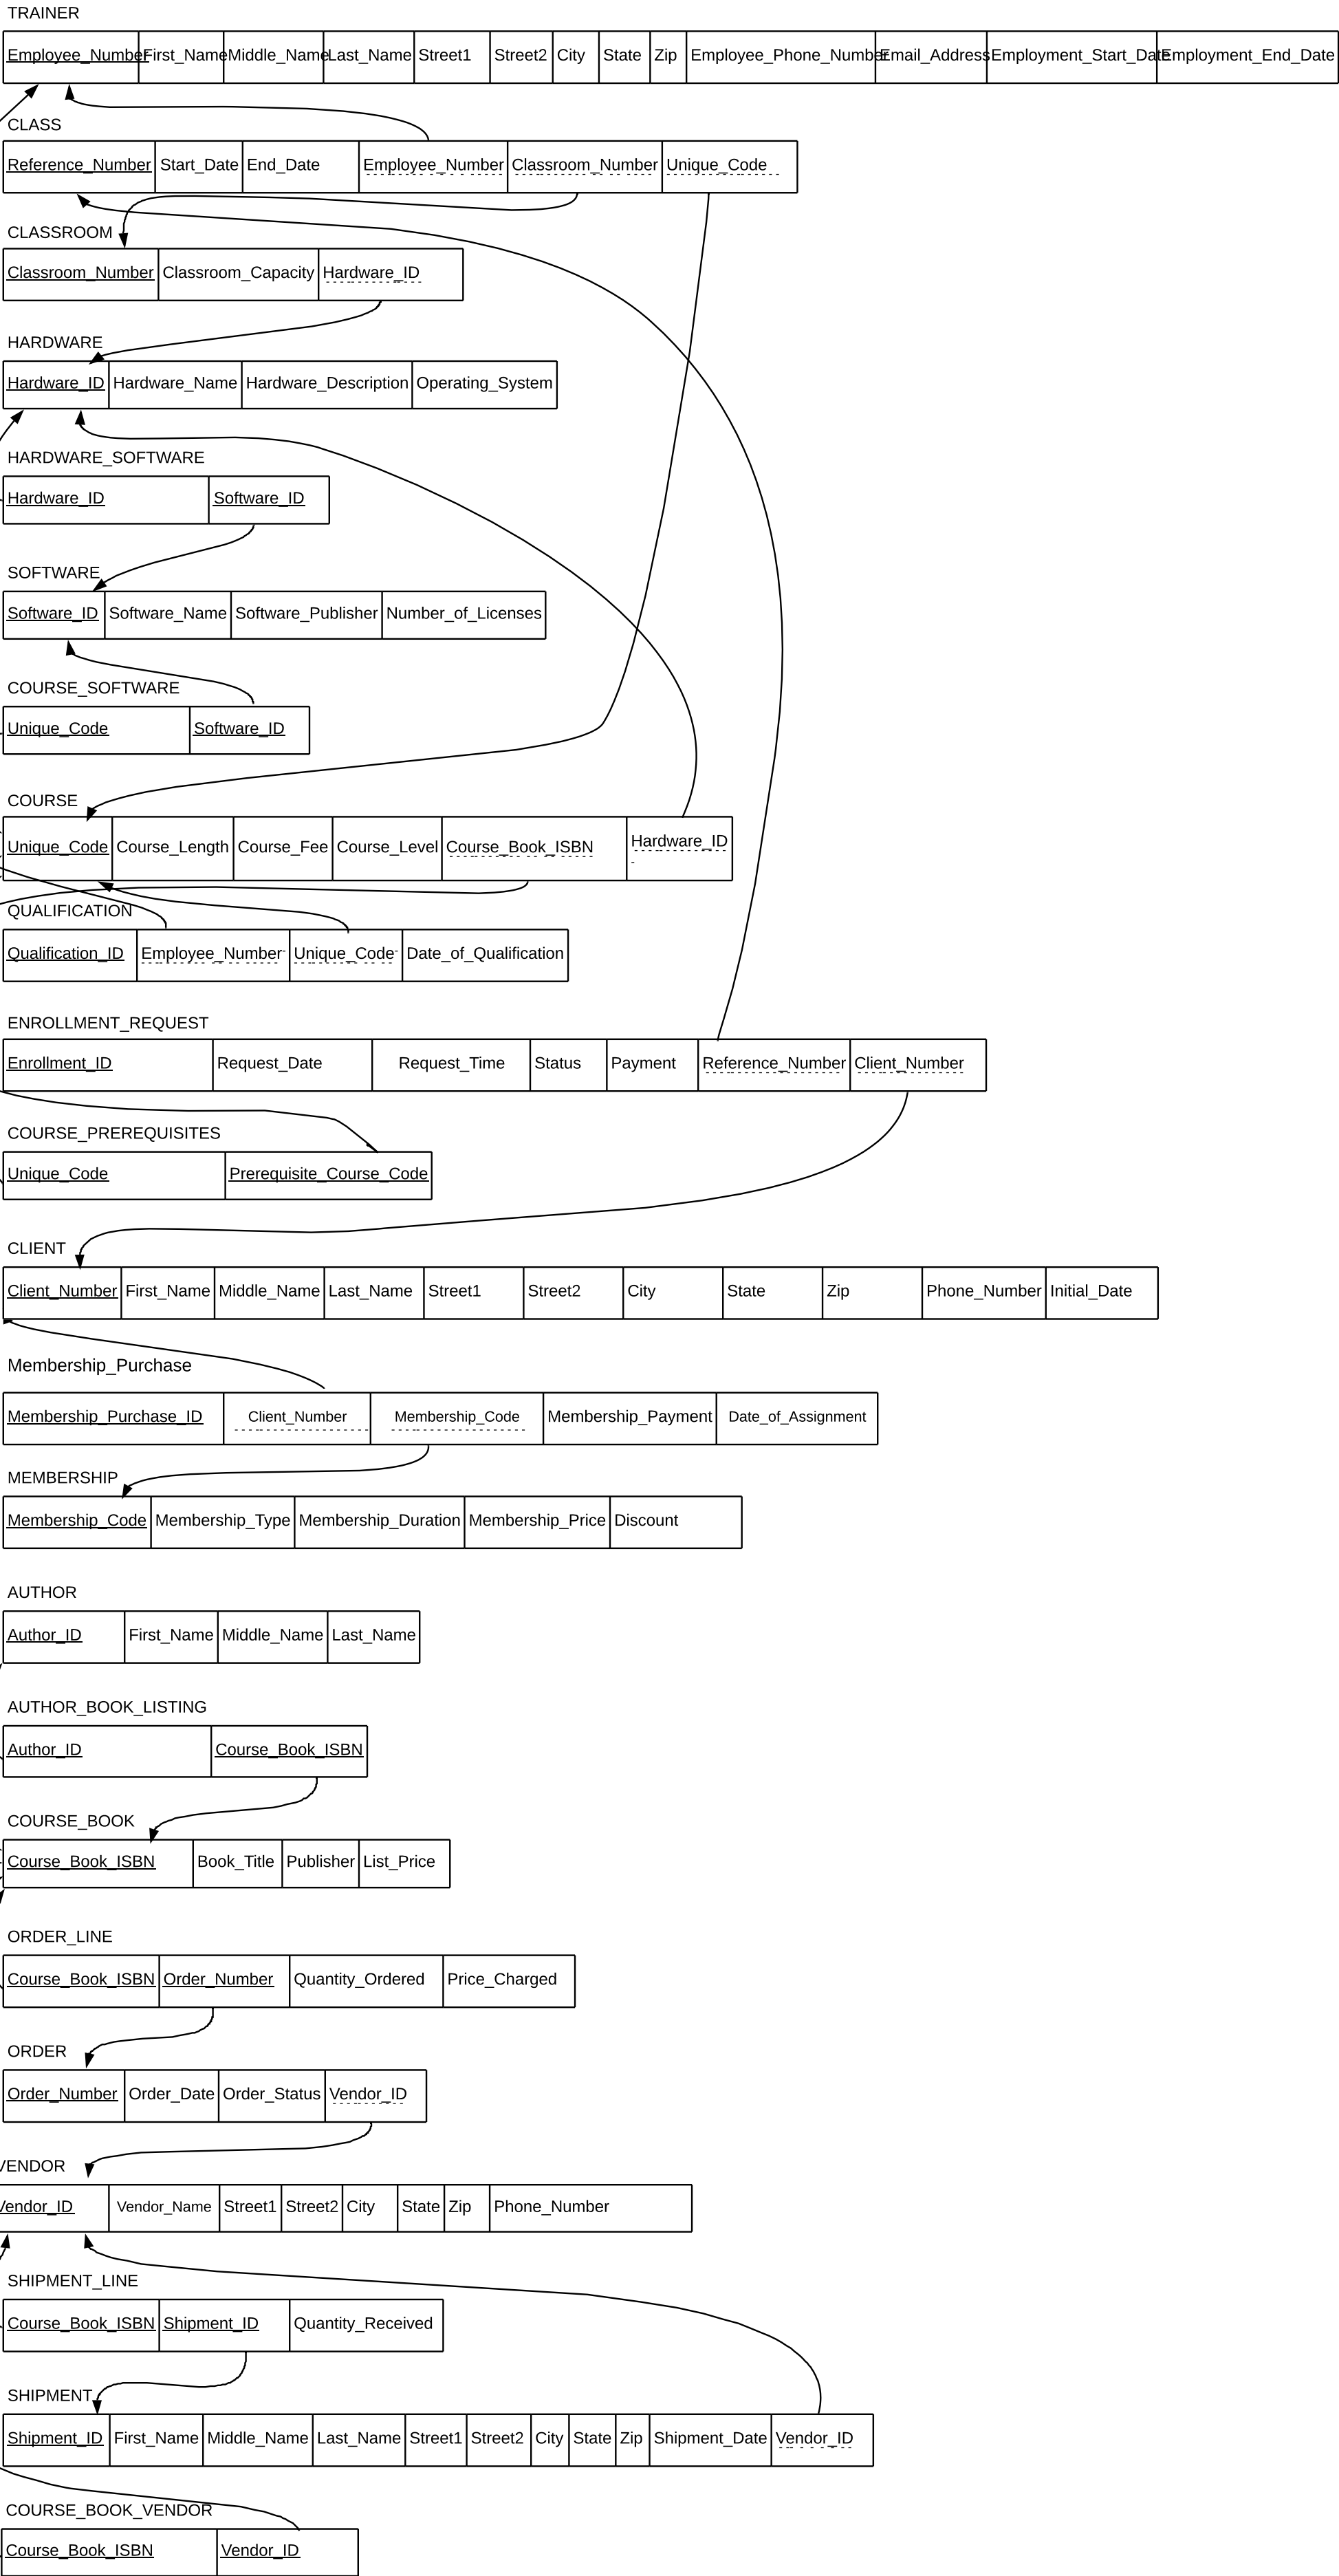 TRAINER
Employee_Number First_Name Middle_Name Last_Name Street1 Street2 City State Zip Employee_Phone_Number Email_Address Employment_Start_Date Employment_End_Date
CLASS
Reference_Number Start_Date End_Date Employee_Number Classroom_Number Unique_Code
CLASSROOM
Classroom_Number Classroom_Capacity Hardware_ID
HARDWARE
Hardware_ID Hardware_Name Hardware_Description Operating_System
HARDWARE_SOFTWARE
Hardware_ID Software_ID
SOFTWARE
Software_ID Software_Name Software_Publisher Number_of_Licenses
COURSE_SOFTWARE
Unique_Code Software_ID
COURSE
Unique_Code Course_Length Course_Fee Course_Level Course_Book_ISBN Hardware_ID
QUALIFICATION
Qualification_ID Employee_Number Unique_Code Date_of_Qualification
ENROLLMENT_REQUEST
Enrollment_ID Request_Date Request_Time Status Payment Reference_Number Client_Number
COURSE_PREREQUISITES
Unique_Code Prerequisite_Course_Code
CLIENT
Client_Number First_Name Middle_Name Last_Name Street1 Street2 City State Zip Phone_Number Initial_Date
Membership_Purchase
Membership_Purchase_ID Client_Number Membership_Code Membership_Payment Date_of_Assignment
MEMBERSHIP
Membership_Code Membership_Type Membership_Duration Membership_Price Discount
AUTHOR
Author_ID First_Name Middle_Name Last_Name
AUTHOR_BOOK_LISTING
Author_ID Course_Book_ISBN
COURSE_BOOK
Course_Book_ISBN Book_Title Publisher List_Price
ORDER_LINE
Course_Book_ISBN Order_Number Quantity_Ordered Price_Charged
ORDER
Order_Number Order_Date Order_Status Vendor_ID
VENDOR
Vendor_ID Vendor_Name Street1 Street2 City State Zip Phone_Number
SHIPMENT_LINE
Course_Book_ISBN Shipment_ID Quantity_Received
SHIPMENT
Shipment_ID First_Name Middle_Name Last_Name Street1 Street2 City State Zip Shipment_Date Vendor_ID
COURSE_BOOK_VENDOR
Course_Book_ISBN Vendor_ID